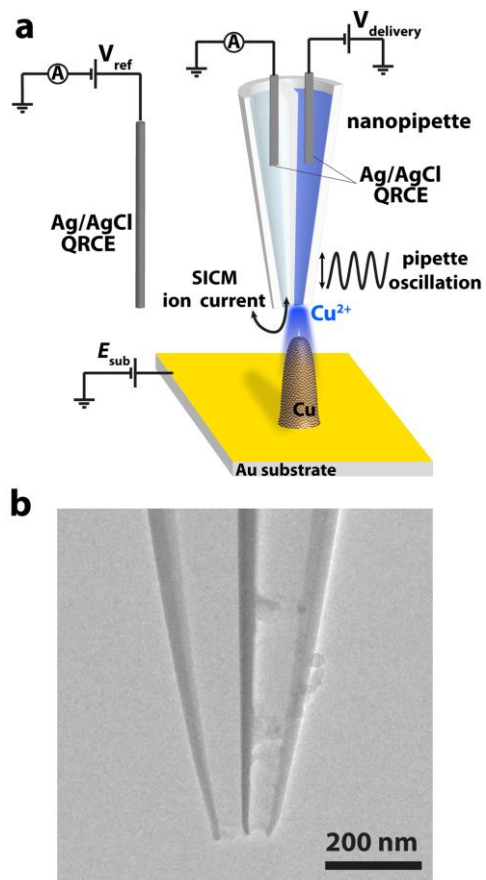 a
A
V ref
A
V delivery
nanopipette
Ag/AgCl
QRCE
Ag/AgCl
QRCE
SICM
ion current
pipette
oscillation
Cu2+
E sub
Cu
Au substrate
b
200 nm